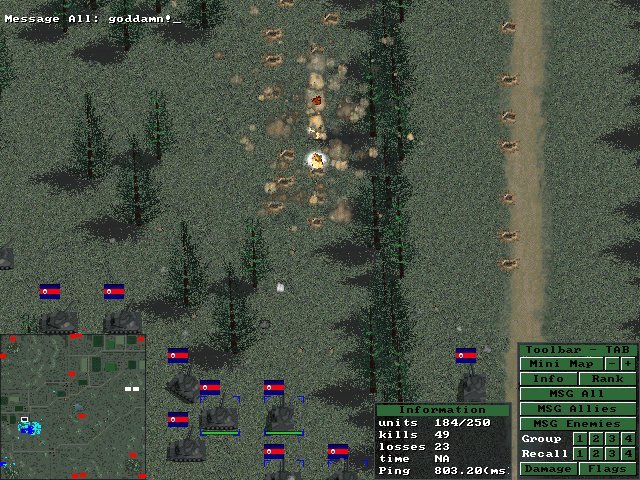 Message All: goddamn!_
Toolbar - TAB
Mini Map - +
Info Rank
MSG All
MSG Allies
MSG Enemies
Group 1 2 3 4
Recall 1 2 3 4
Damage Flags
Information
units 184/250
kills 49
losses 23
time NA
Ping 803.20(ms